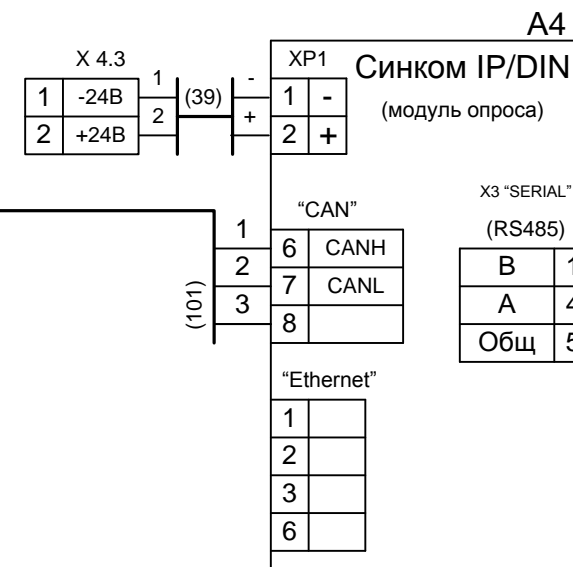 A4
X 4.3
XP1
Синком IP/DIN
(модуль опроса)
1 -24В 1 (39) - 1 -
2 +24В 2 + 2 +
X3 “SERIAL”
(RS485)
“CAN”
1 6 CANH
2 7 CANL
3 8
(101)
B 1
A 4
Общ 5
“Ethernet”
1
2
3
6